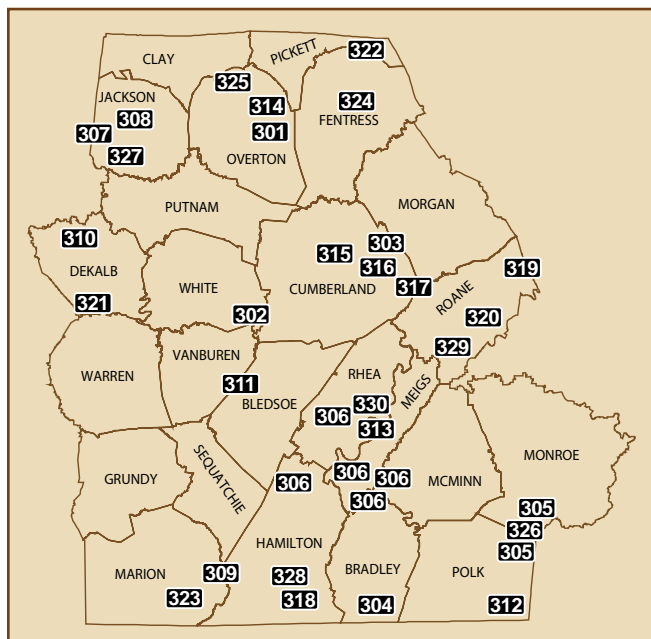 PICKETT
322
CLAY
325
JACKSON
324
314
308
FENTRESS
307
301
327
OVERTON
PUTNAM
MORGAN
310
303
315
316
319
DEKALB
WHITE
CUMBERLAND
317
ROANE
321
302
320
329
VANBUREN
RHEA
WARREN
311
MEIGS
BLEDSOE
330
306
313
SEQUATCHIE
MONROE
306
306
GRUNDY
306
MCMINN
306
305
326
HAMILTON
305
MARION
309
328
BRADLEY
POLK
323
318
304
312